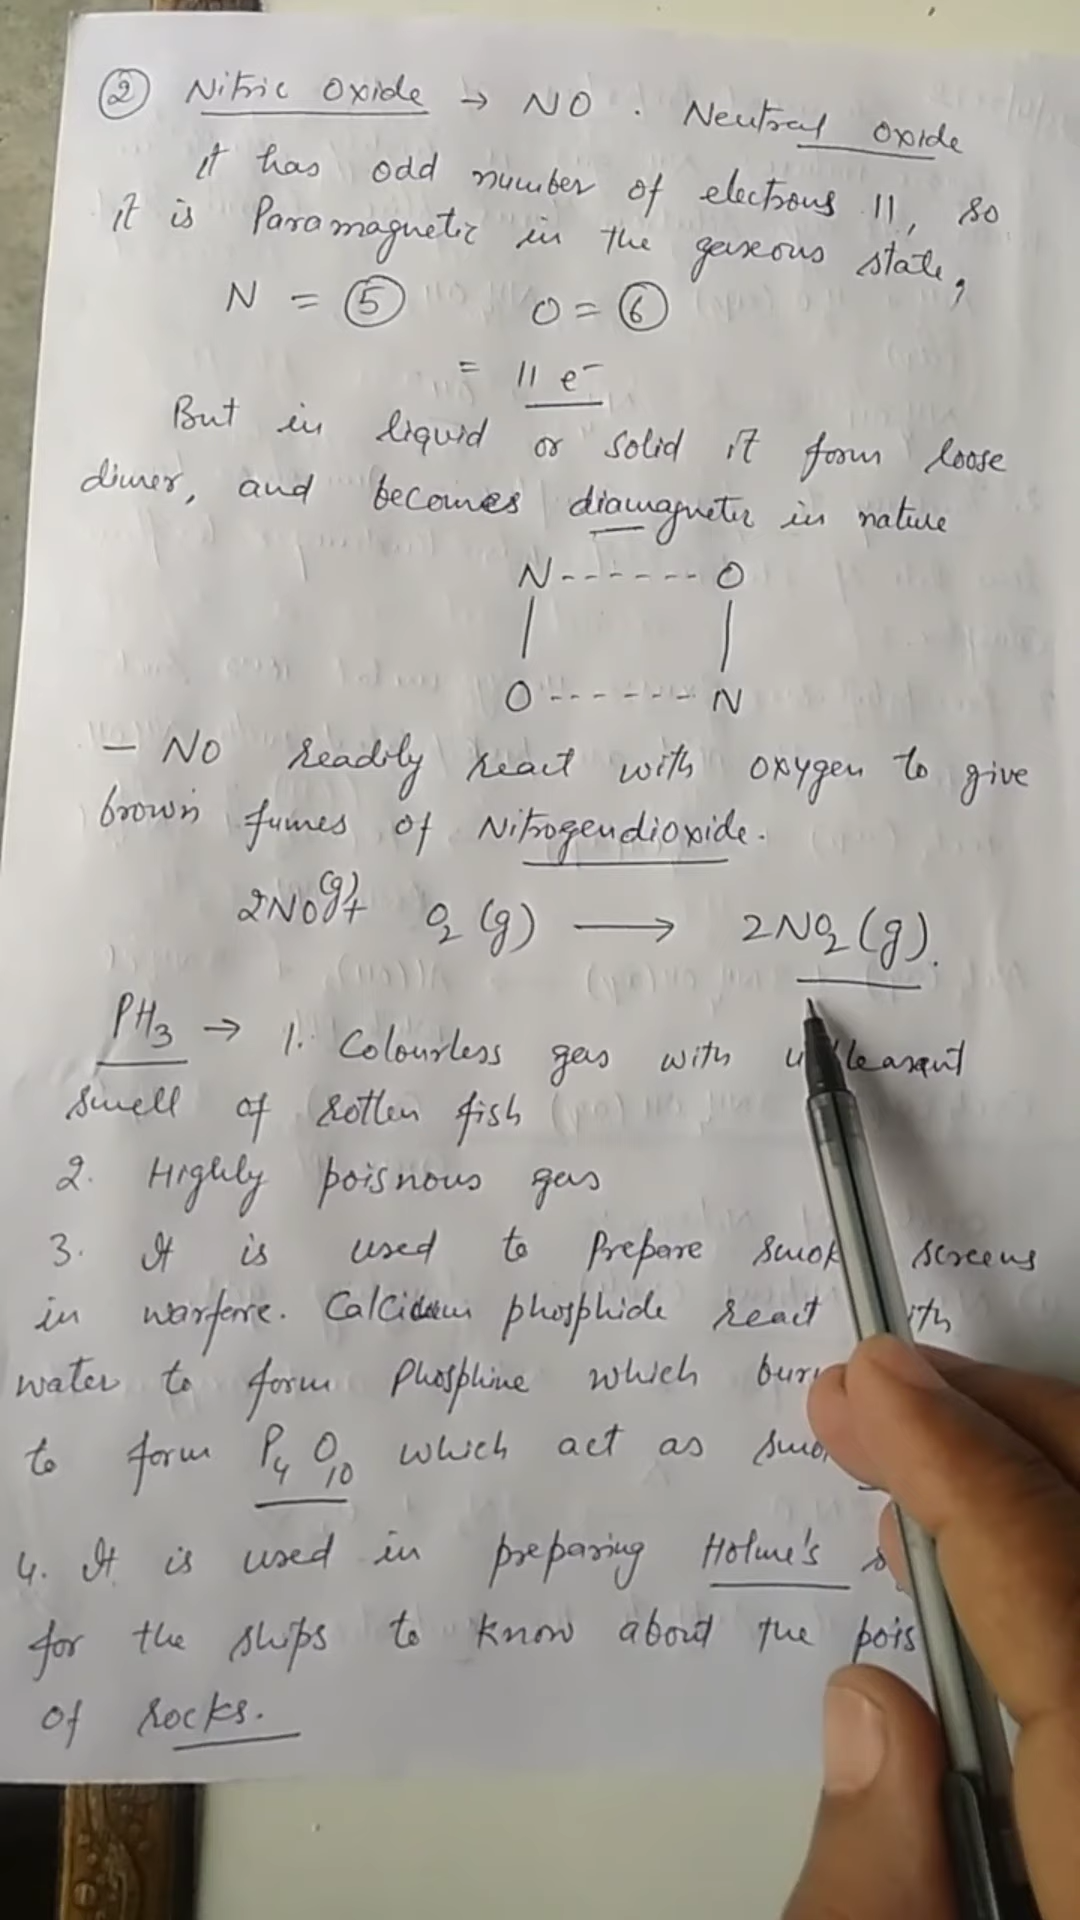 ② Nitric Oxide → NO . Neutral oxide
it has odd number of electrons 11, so
it is Paramagnetic in the gaseous state,
N = ⑤ O = ⑥
= 11 e⁻
But in liquid or solid it form loose
dimer, and becomes diamagnetic in nature
N------O
| |
O------N
— NO readily react with oxygen to give
brown fumes of Nitrogendioxide.
2NO(g)+ O₂(g) ⟶ 2NO₂(g).
PH₃ → 1. Colourless gas with
smell of rotten fish
2. Highly poisnous gas
3. It is used to Prepare screens
in warfere. Calcium phosphide react
water to form Phosphine which
to form P₄O₁₀ which act as
4. It is used in preparing Holme's
for the ships to know about the
of rocks.